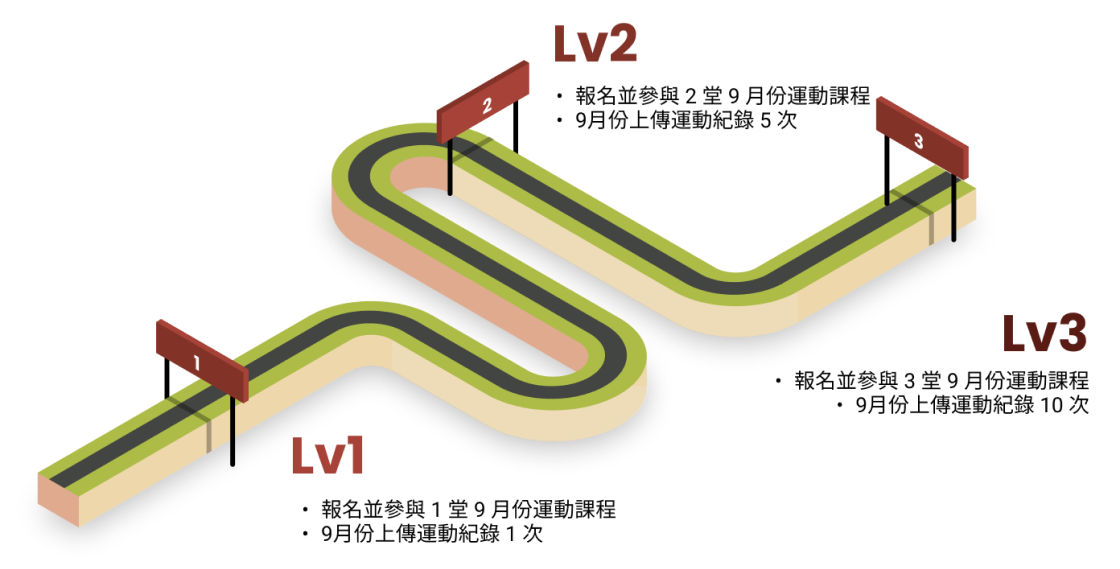 Lv2
• 報名並參與 2 堂 9 月份運動課程
• 9月份上傳運動紀錄 5 次
2
3
1
Lv3
• 報名並參與 3 堂 9 月份運動課程
• 9月份上傳運動紀錄 10 次
Lv1
• 報名並參與 1 堂 9 月份運動課程
• 9月份上傳運動紀錄 1 次